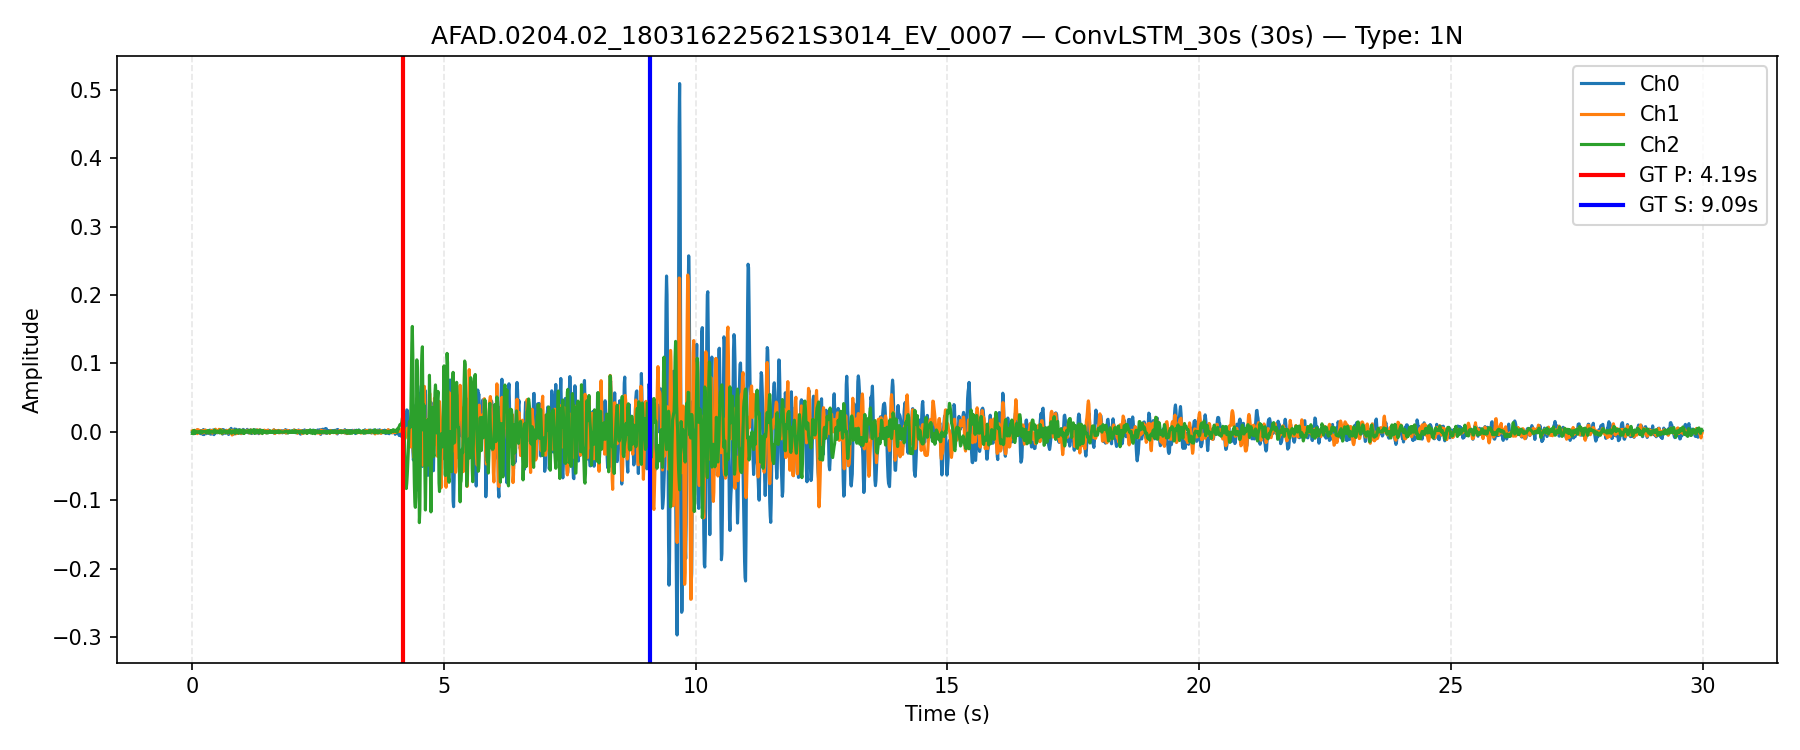 AFAD.0204.02_180316225621S3014_EV_0007 — ConvLSTM_30s (30s) — Type: 1N
Ch0
Ch1
Ch2
GT P: 4.19s
GT S: 9.09s
Amplitude
0.5
0.4
0.3
0.2
0.1
0.0
−0.1
−0.2
−0.3
0
5
10
15
20
25
30
Time (s)